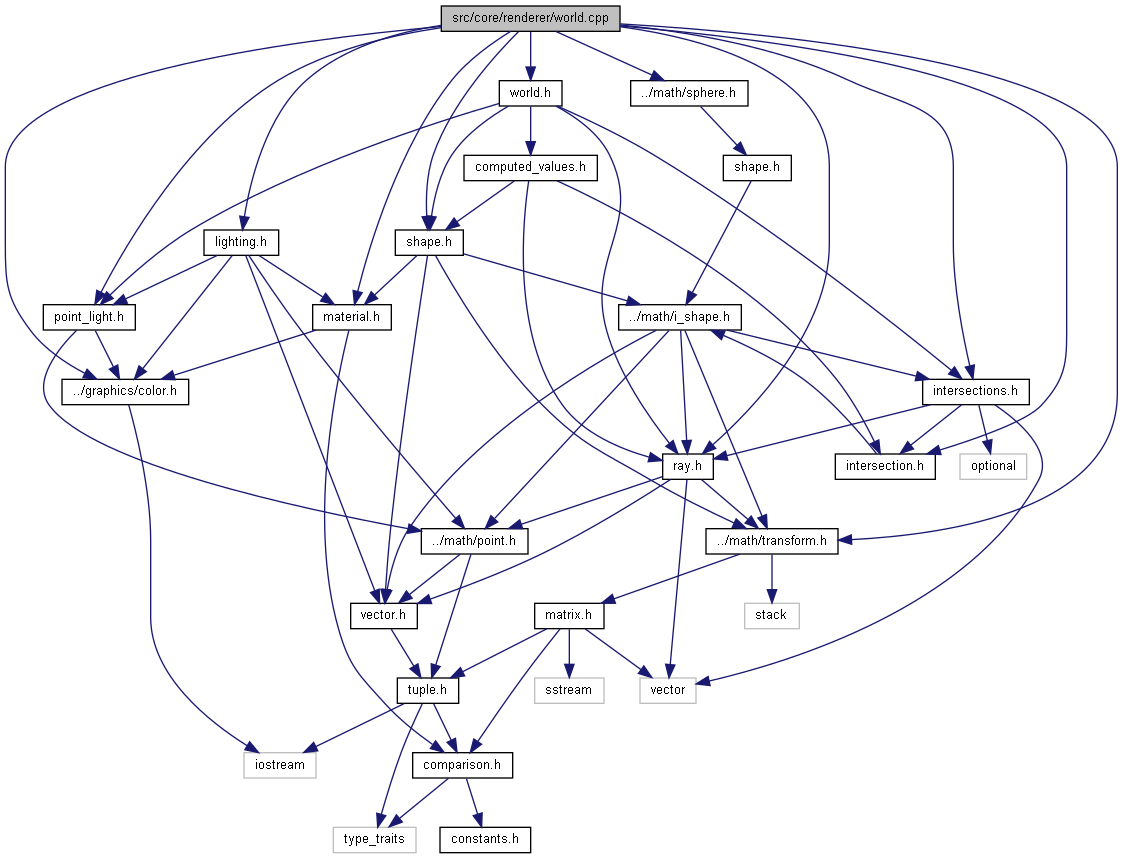 src/core/renderer/world.cpp
world.h
../math/sphere.h
computed_values.h
shape.h
lighting.h
shape.h
point_light.h
material.h
../math/i_shape.h
../graphics/color.h
intersections.h
ray.h
intersection.h
optional
../math/point.h
../math/transform.h
vector.h
matrix.h
stack
tuple.h
sstream
vector
iostream
comparison.h
type_traits
constants.h